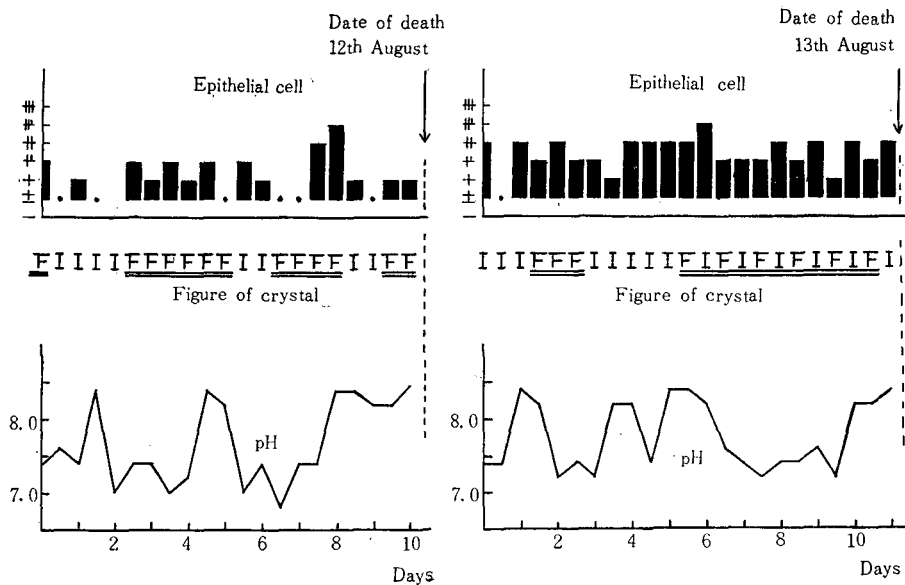 Date of death
12th August
Epithelial cell
卌
卄
++
+
+
±
−
F I I I I F F F F F F I I F F F F I I F F
Figure of crystal
8.0
7.0
pH
2 4 6 8 10
Days
Date of death
13th August
Epithelial cell
+
+
±
−
I I I F F F I I I I I F I F I F I F I F I F I
Figure of crystal
8.0
7.0
pH
2 4 6 8 10
Days